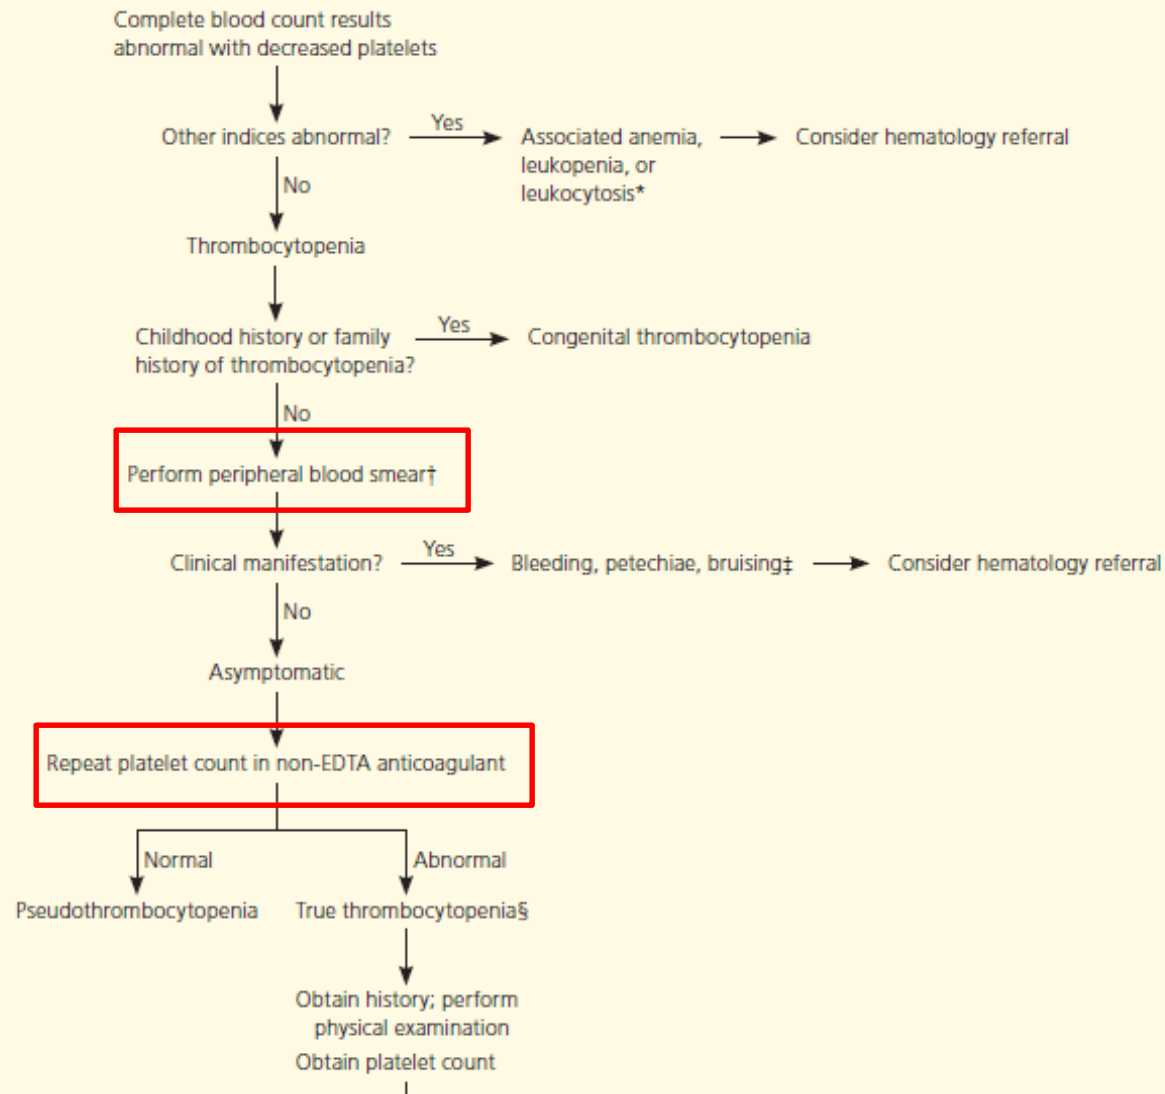 Complete blood count results
abnormal with decreased platelets
Other indices abnormal?
Yes
Associated anemia,
leukopenia, or
leukocytosis*
Consider hematology referral
No
Thrombocytopenia
Childhood history or family
history of thrombocytopenia?
Yes
Congenital thrombocytopenia
No
Perform peripheral blood smear†
Clinical manifestation?
Yes
Bleeding, petechiae, bruising‡
Consider hematology referral
No
Asymptomatic
Repeat platelet count in non-EDTA anticoagulant
Normal
Abnormal
Pseudothrombocytopenia
True thrombocytopenia§
Obtain history; perform
physical examination
Obtain platelet count